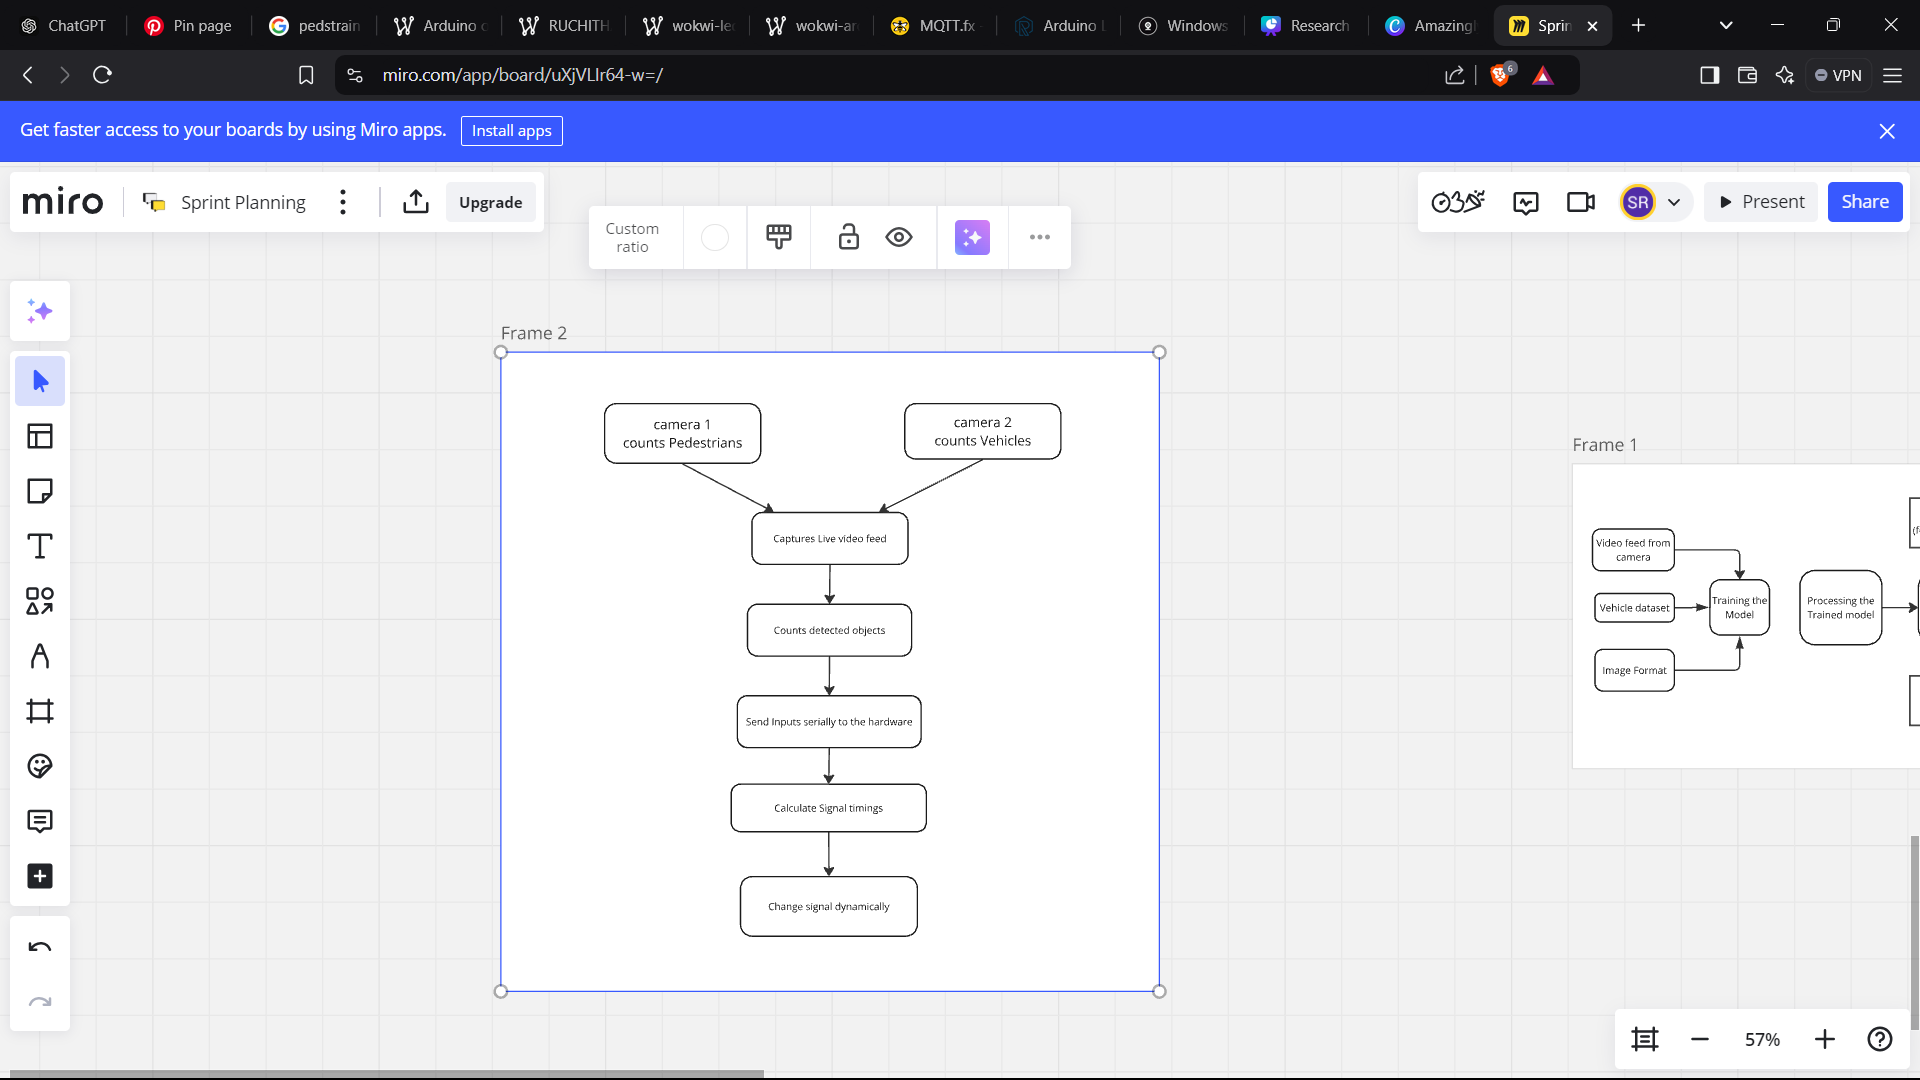 ChatGPT
Pin page
pedstrain
Arduino
RUCHITH
wokwi-le
wokwi-ar
MQTT.fx
Arduino
Windows
Research
Amazing
Sprin
miro.com/app/board/uXjVLIr64-w=/
6
VPN
Get faster access to your boards by using Miro apps.
Install apps
miro
Sprint Planning
Upgrade
Custom
ratio
SR
Present
Share
Frame 2
camera 1
counts Pedestrians
camera 2
counts Vehicles
Captures Live video feed
Counts detected objects
Send Inputs serially to the hardware
Calculate Signal timings
Change signal dynamically
Frame 1
Video feed from
camera
Vehicle dataset
Image Format
Training the
Model
Processing the
Trained model
57%